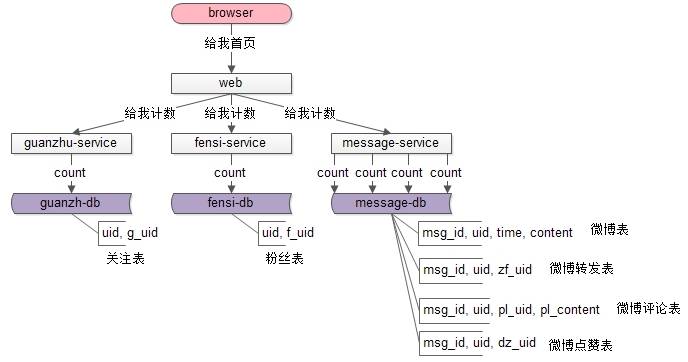 browser
给我首页
web
给我计数 给我计数 给我计数
guanzhu-service fensi-service message-service
count count count count count count
guanzh-db fensi-db message-db
uid, g_uid uid, f_uid msg_id, uid, time, content 微博表
关注表 粉丝表
msg_id, uid, zf_uid 微博转发表
msg_id, uid, pl_uid, pl_content 微博评论表
msg_id, uid, dz_uid 微博点赞表